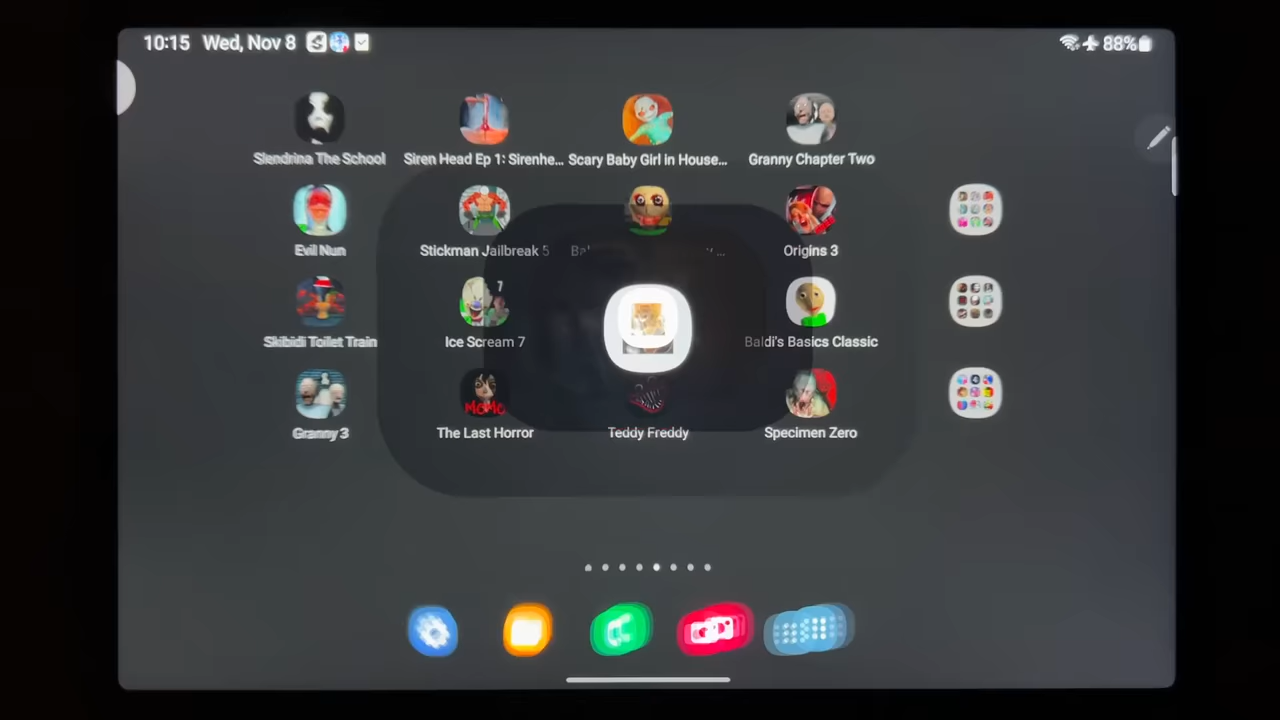 10:15 Wed, Nov 8 88%
Slendrina The School Siren Head Ep 1: Sirenhe... Scary Baby Girl in House... Granny Chapter Two
Evil Nun Stickman Jailbreak 5 Origins 3
7
Skibidi Toilet Train Ice Scream 7 Baldi's Basics Classic
MOMO
Granny 3 The Last Horror Teddy Freddy Specimen Zero